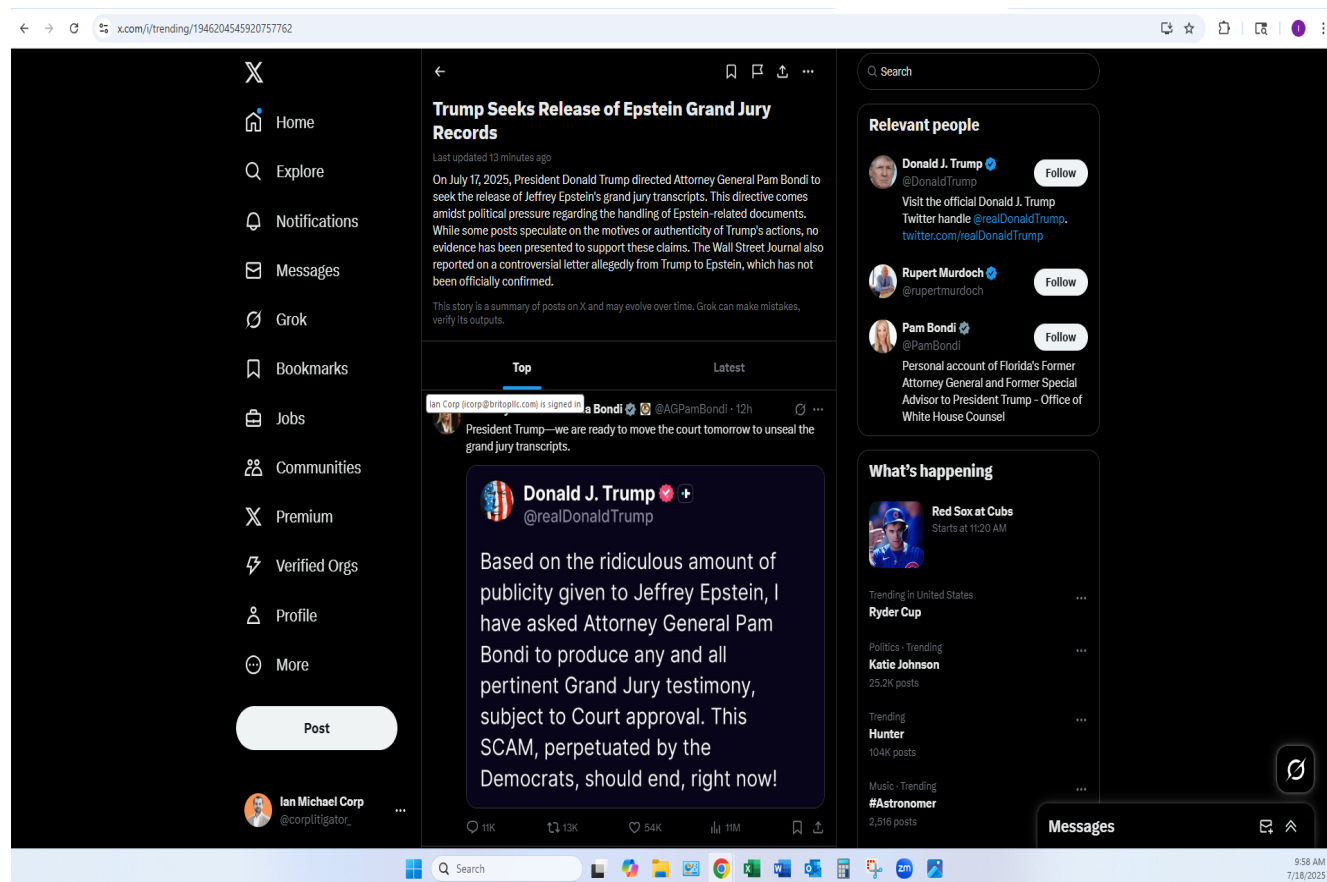 x.com/i/trending/1946204545920757762
Home
Explore
Notifications
Messages
Grok
Bookmarks
Jobs
Communities
Premium
Verified Orgs
Profile
More
Post
Ian Michael Corp
@corplitigator_
Trump Seeks Release of Epstein Grand Jury
Records
Last updated 13 minutes ago
On July 17, 2025, President Donald Trump directed Attorney General Pam Bondi to
seek the release of Jeffrey Epstein's grand jury transcripts. This directive comes
amidst political pressure regarding the handling of Epstein-related documents.
While some posts speculate on the motives or authenticity of Trump's actions, no
evidence has been presented to support these claims. The Wall Street Journal also
reported on a controversial letter allegedly from Trump to Epstein, which has not
been officially confirmed.
This story is a summary of posts on X and may evolve over time. Grok can make mistakes,
verify its outputs.
Top
Latest
Ian Corp (icorp@britopllc.com) is signed in
a Bondi @AGPamBondi · 12h
President Trump—we are ready to move the court tomorrow to unseal the
grand jury transcripts.
Donald J. Trump
@realDonaldTrump
Based on the ridiculous amount of
publicity given to Jeffrey Epstein, I
have asked Attorney General Pam
Bondi to produce any and all
pertinent Grand Jury testimony,
subject to Court approval. This
SCAM, perpetuated by the
Democrats, should end, right now!
11K
13K
54K
11M
Search
Relevant people
Donald J. Trump
@DonaldTrump
Follow
Visit the official Donald J. Trump
Twitter handle @realDonaldTrump.
twitter.com/realDonaldTrump
Rupert Murdoch
@rupertmurdoch
Follow
Pam Bondi
@PamBondi
Follow
Personal account of Florida's Former
Attorney General and Former Special
Advisor to President Trump - Office of
White House Counsel
What's happening
Red Sox at Cubs
Starts at 11:20 AM
Trending in United States
Ryder Cup
Politics · Trending
Katie Johnson
25.2K posts
Trending
Hunter
104K posts
Music · Trending
#Astronomer
2,516 posts
Messages
Search
zm
9:58 AM
7/18/2025